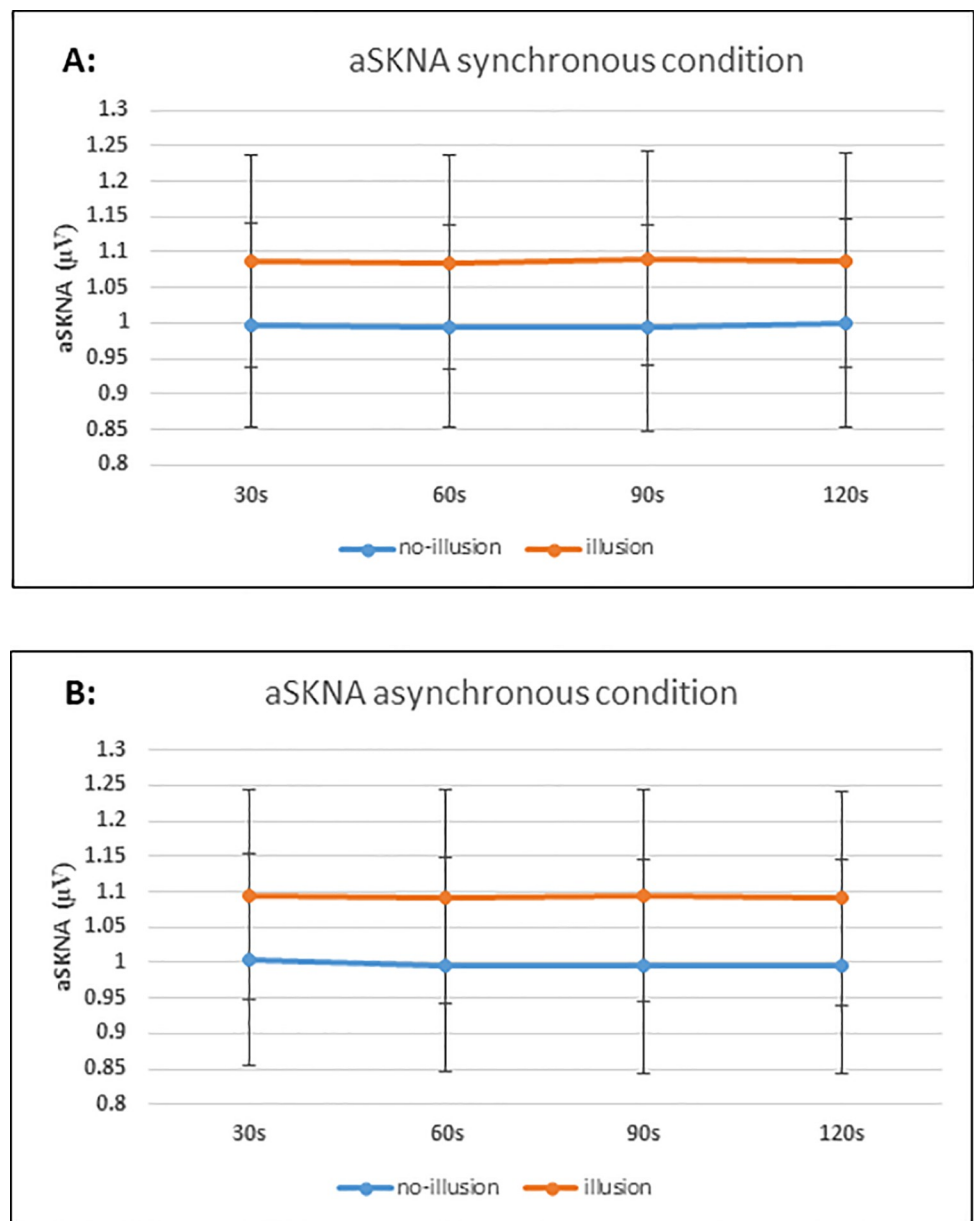 A:
aSKNA synchronous condition
1.3
1.25
1.2
1.15
1.1
1.05
1
0.95
0.9
0.85
0.8
aSKNA (µV)
30s 60s 90s 120s
no-illusion illusion
B:
aSKNA asynchronous condition
1.3
1.25
1.2
1.15
1.1
1.05
1
0.95
0.9
0.85
0.8
aSKNA (µV)
30s 60s 90s 120s
no-illusion illusion